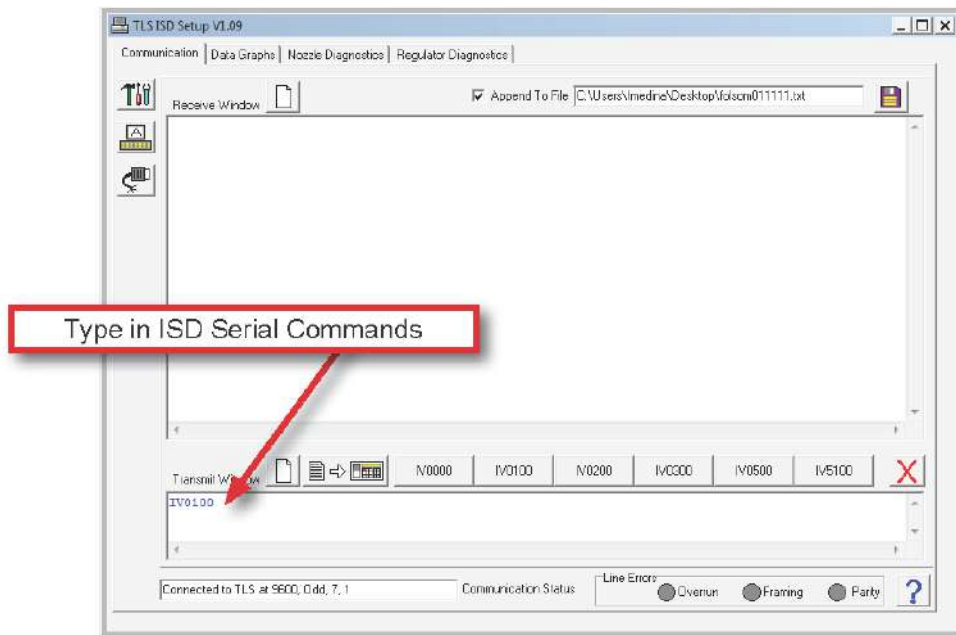 TLS ISD Setup V1.09
Communication Data Graphs Nozzle Diagnostics Regulator Diagnostics
Receive Window Append To File C:\Users\lmedina\Desktop\folsom011111.txt
Type in ISD Serial Commands
Transmit Window IV0000 IV0100 IV0200 IV0300 IV0500 IV5100
IV0100
Connected to TLS at 9600, Odd, 7, 1 Communication Status Line Errors Overrun Framing Parity